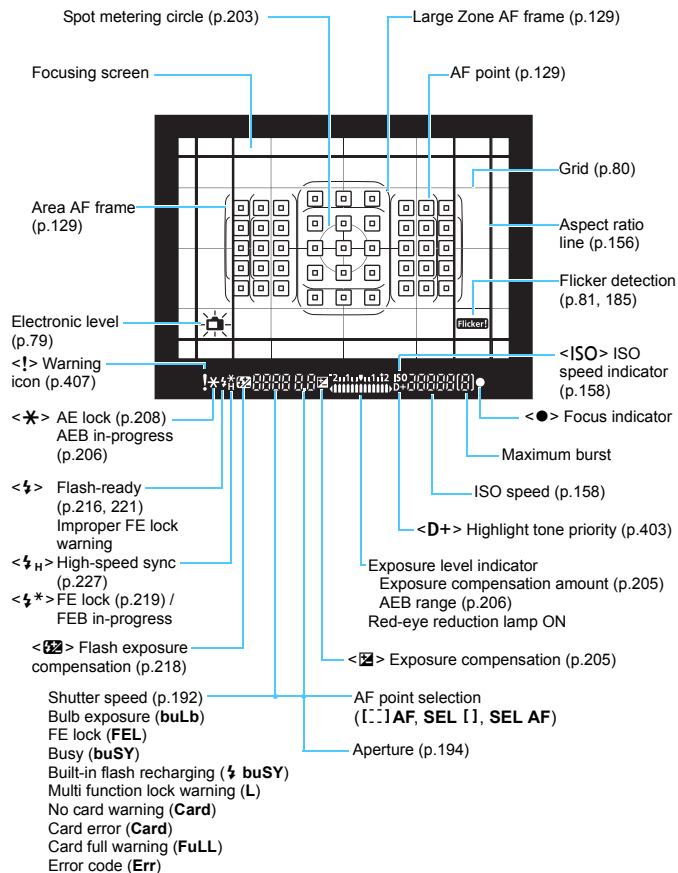 Spot metering circle (p.203)
Large Zone AF frame (p.129)
Focusing screen
AF point (p.129)
Grid (p.80)
Area AF frame
(p.129)
Aspect ratio
line (p.156)
Flicker detection
(p.81, 185)
Flicker!
Electronic level
(p.79)
<!> Warning
icon (p.407)
<ISO> ISO
speed indicator
(p.158)
<✱> AE lock (p.208)
AEB in-progress
(p.206)
<●> Focus indicator
Maximum burst
<⚡> Flash-ready
(p.216, 221)
Improper FE lock
warning
ISO speed (p.158)
<D+> Highlight tone priority (p.403)
<⚡H> High-speed sync
(p.227)
<⚡*> FE lock (p.219) /
FEB in-progress
Exposure level indicator
Exposure compensation amount (p.205)
AEB range (p.206)
Red-eye reduction lamp ON
<⚡±> Flash exposure
compensation (p.218)
<±> Exposure compensation (p.205)
Shutter speed (p.192)
Bulb exposure (buLb)
FE lock (FEL)
Busy (buSY)
Built-in flash recharging (⚡ buSY)
Multi function lock warning (L)
No card warning (Card)
Card error (Card)
Card full warning (FuLL)
Error code (Err)
AF point selection
([ ] AF, SEL [ ], SEL AF)
Aperture (p.194)